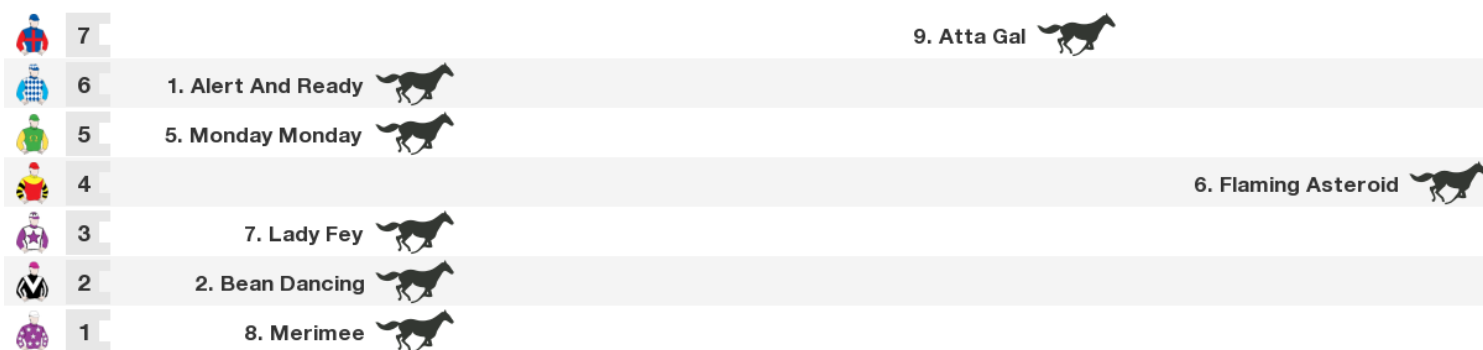 7 9. Atta Gal
6 1. Alert And Ready
5 5. Monday Monday
4 6. Flaming Asteroid
3 7. Lady Fey
2 2. Bean Dancing
1 8. Merimee